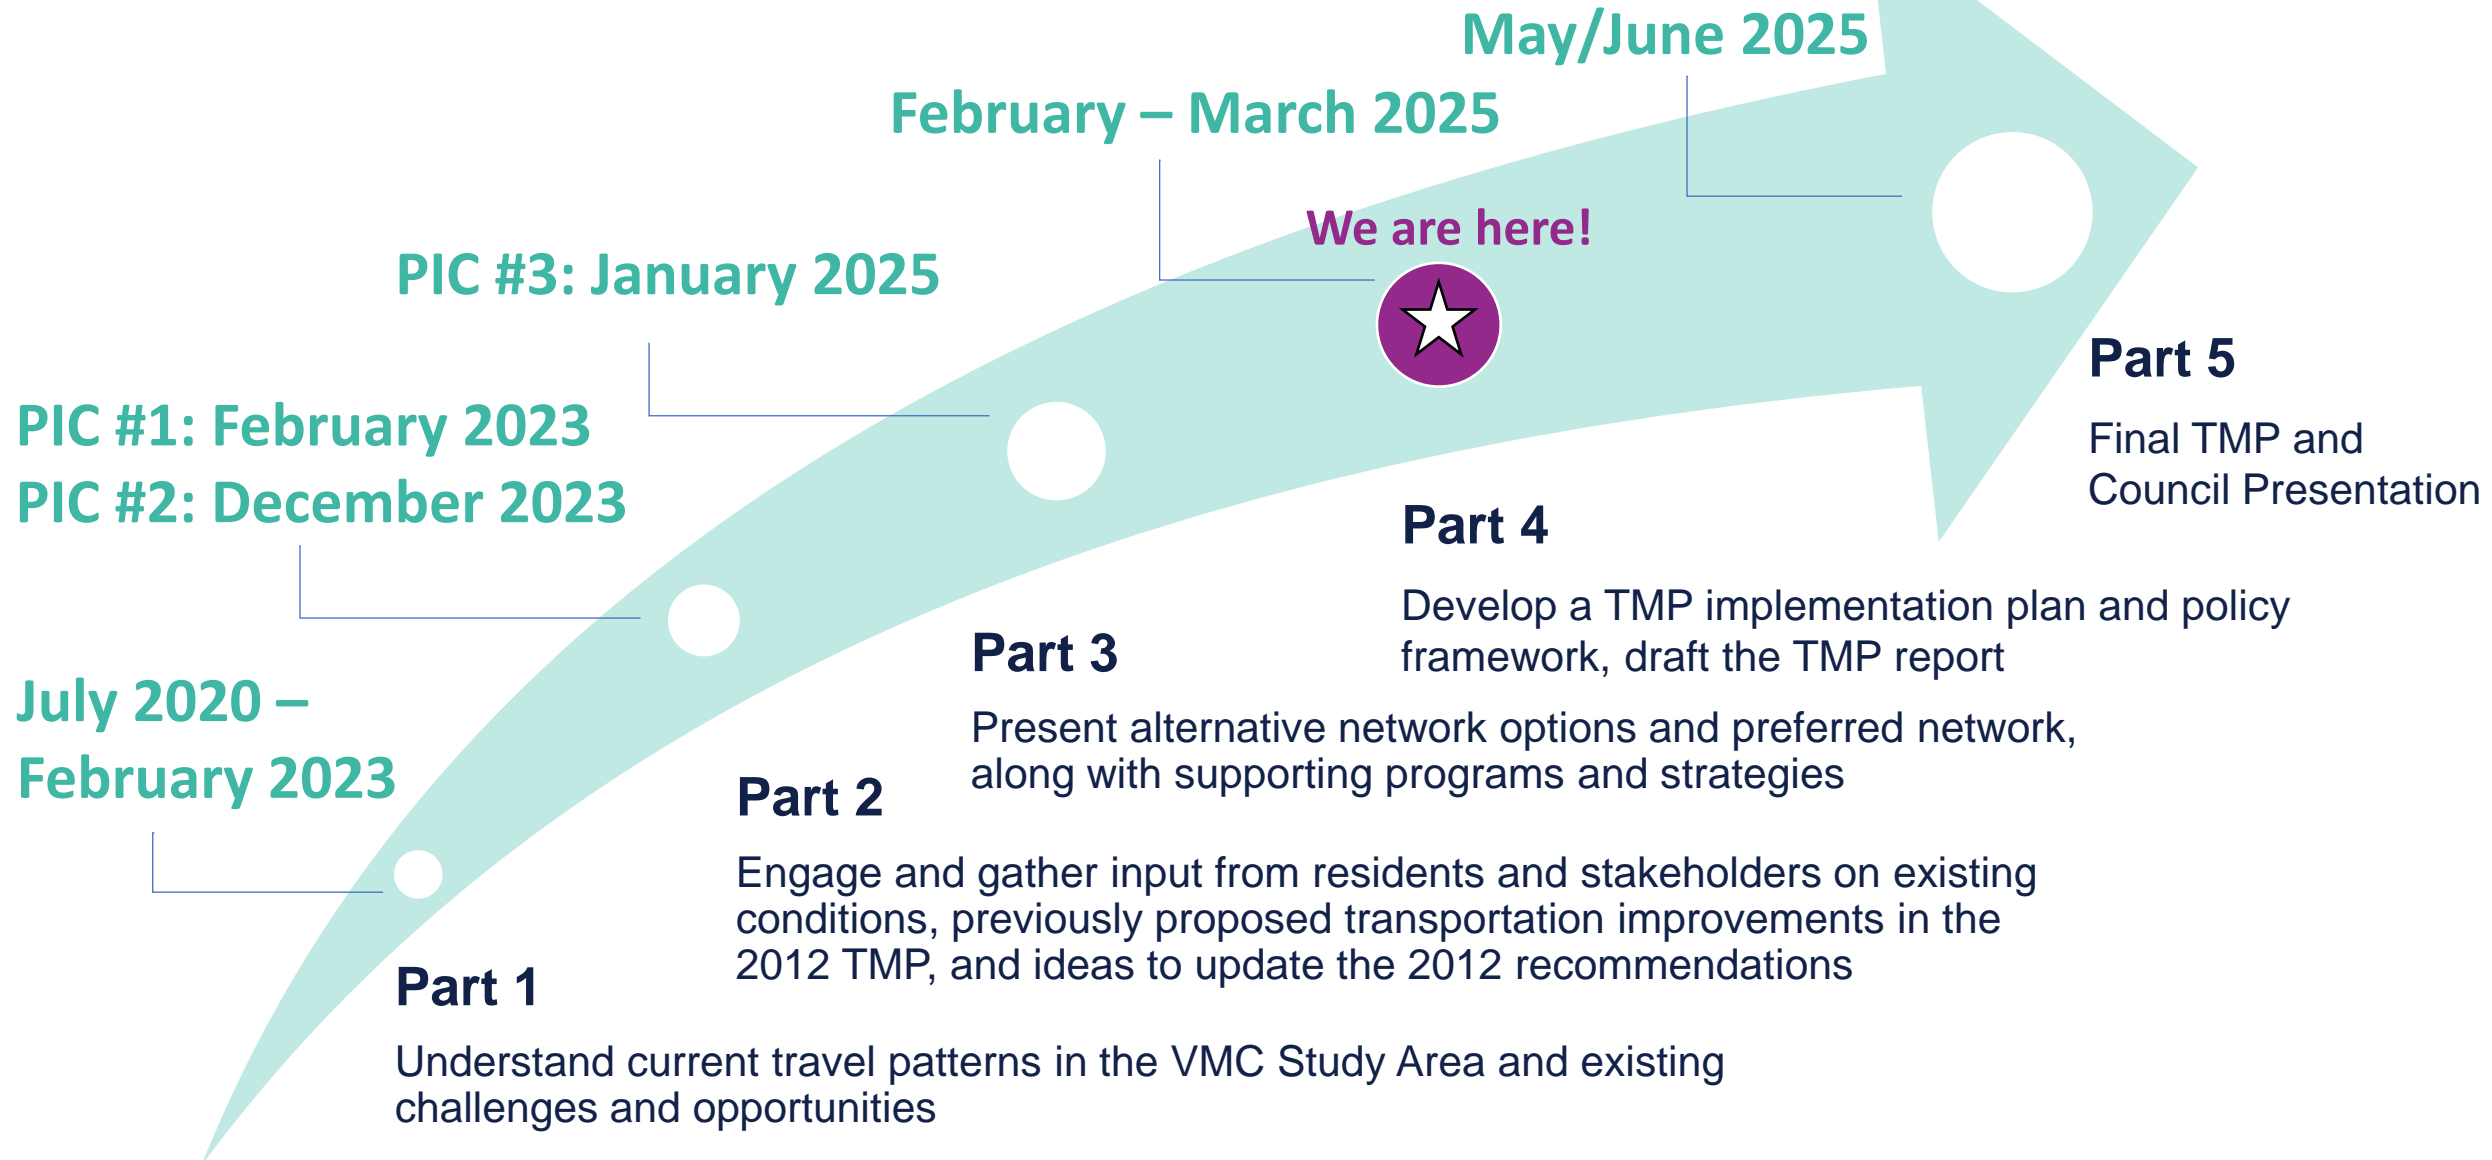 May/June 2025
February – March 2025
We are here!
PIC #3: January 2025
PIC #1: February 2023
PIC #2: December 2023
July 2020 –
February 2023
Part 5
Final TMP and
Council Presentation
Part 4
Develop a TMP implementation plan and policy
framework, draft the TMP report
Part 3
Present alternative network options and preferred network,
along with supporting programs and strategies
Part 2
Engage and gather input from residents and stakeholders on existing
conditions, previously proposed transportation improvements in the
2012 TMP, and ideas to update the 2012 recommendations
Part 1
Understand current travel patterns in the VMC Study Area and existing
challenges and opportunities